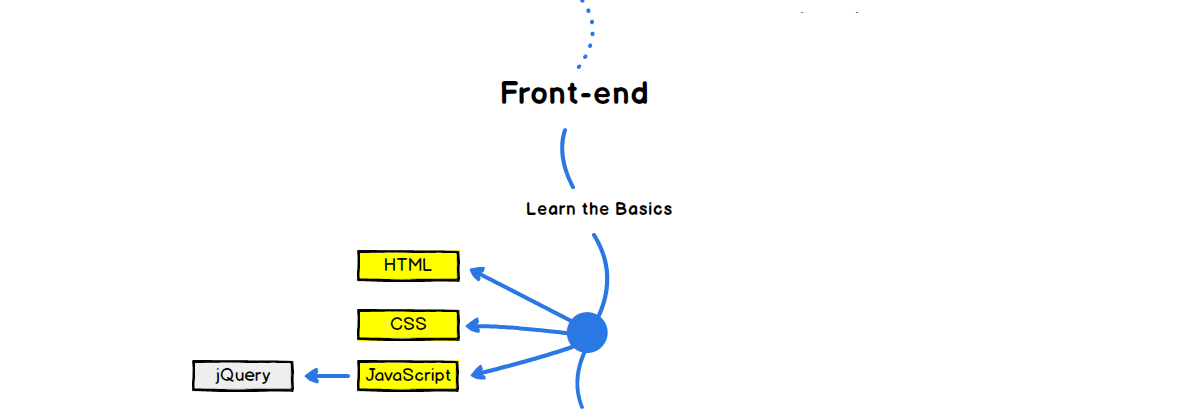 Front-end
Learn the Basics
HTML
CSS
jQuery
JavaScript